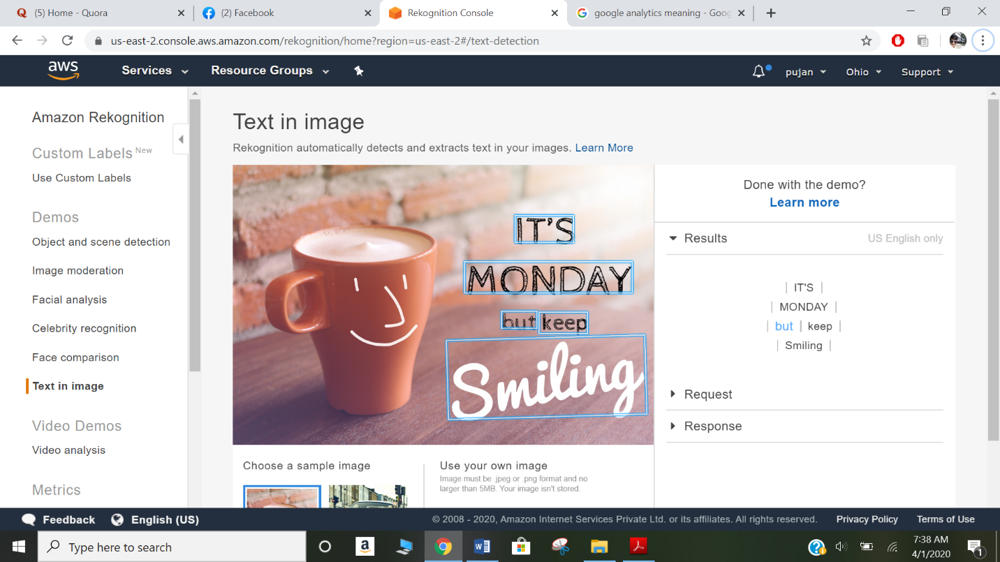 (5) Home - Quora
(2) Facebook
Rekognition Console
google analytics meaning - Goog
us-east-2.console.aws.amazon.com/rekognition/home?region=us-east-2#/text-detection
aws
Services
Resource Groups
pujan
Ohio
Support
Amazon Rekognition
Custom Labels New
Use Custom Labels
Demos
Object and scene detection
Image moderation
Facial analysis
Celebrity recognition
Face comparison
Text in image
Video Demos
Video analysis
Metrics
Text in image
Rekognition automatically detects and extracts text in your images. Learn More
IT'S
MONDAY
but keep
Smiling
Choose a sample image
Use your own image
Image must be .jpeg or .png format and no
larger than 5MB. Your image isn't stored.
Done with the demo?
Learn more
Results
US English only
| IT'S |
| MONDAY |
| but | keep |
| Smiling |
Request
Response
Feedback
English (US)
© 2008 - 2020, Amazon Internet Services Private Ltd. or its affiliates. All rights reserved.
Privacy Policy
Terms of Use
Type here to search
7:38 AM
4/1/2020
1